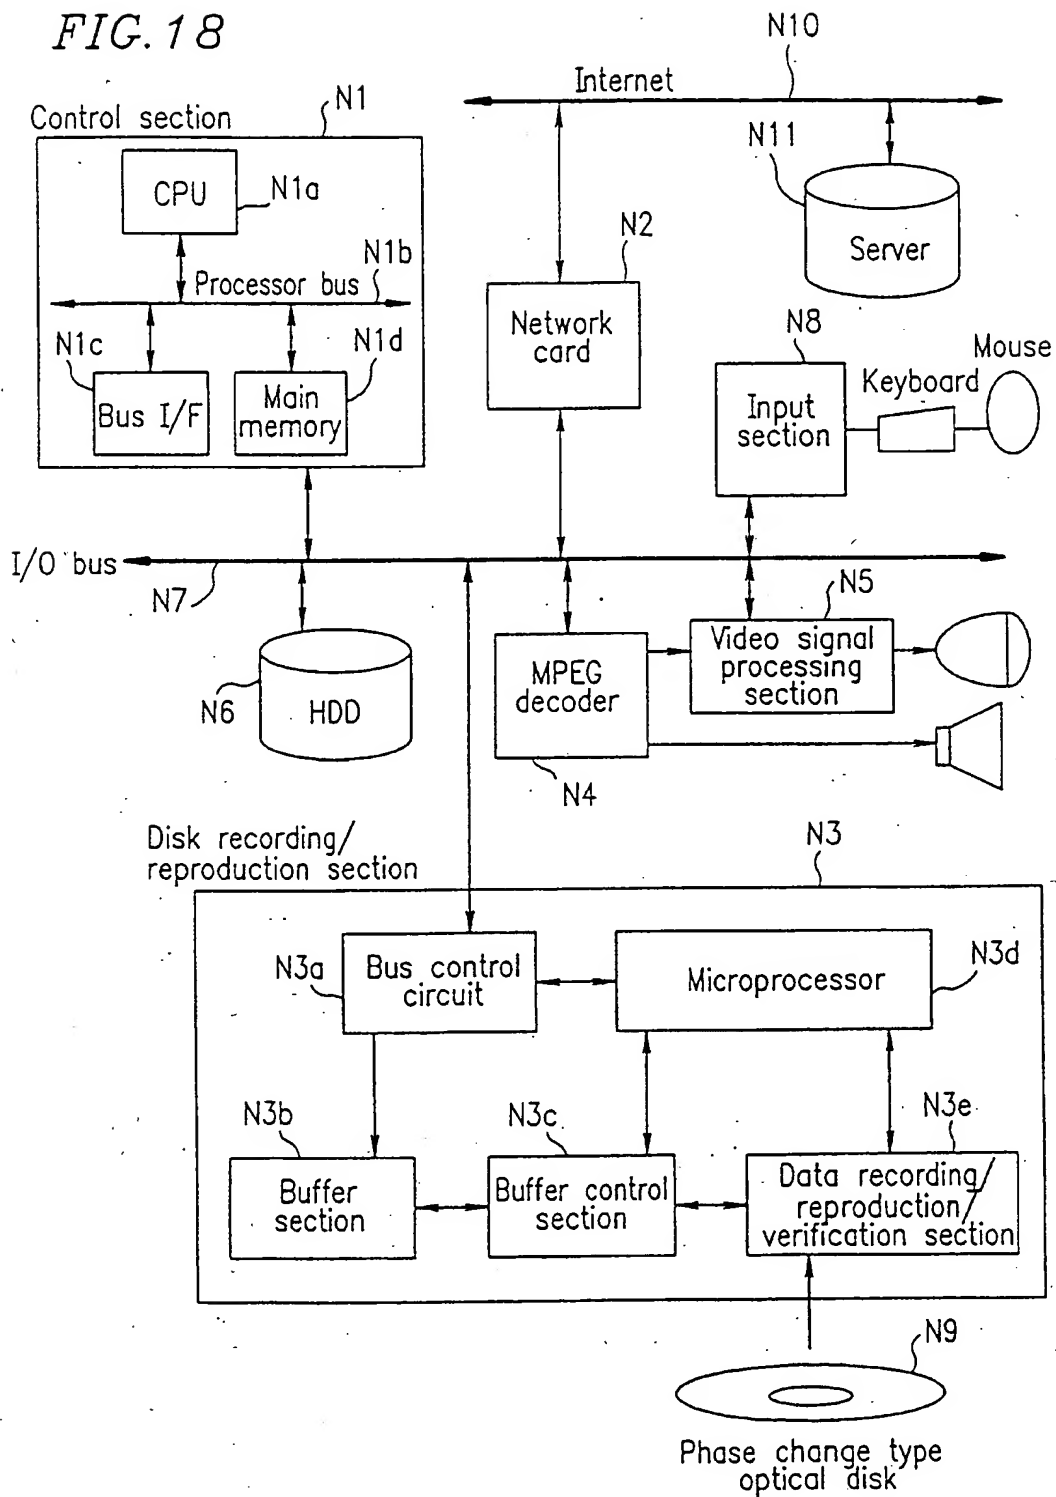 FIG.18
N10
Internet
Control section
N1
N11
CPU
N1a
Server
N2
N1b
Processor bus
Network
card
N8
N1c
N1d
Mouse
Keyboard
Bus I/F
Main
memory
Input
section
I/O bus
N7
N5
Video signal
processing
section
MPEG
decoder
N6
HDD
N4
Disk recording/
reproduction section
N3
N3a
Bus control
circuit
Microprocessor
N3d
N3b
N3c
N3e
Buffer
section
Buffer control
section
Data recording/
reproduction/
verification section
N9
Phase change type
optical disk